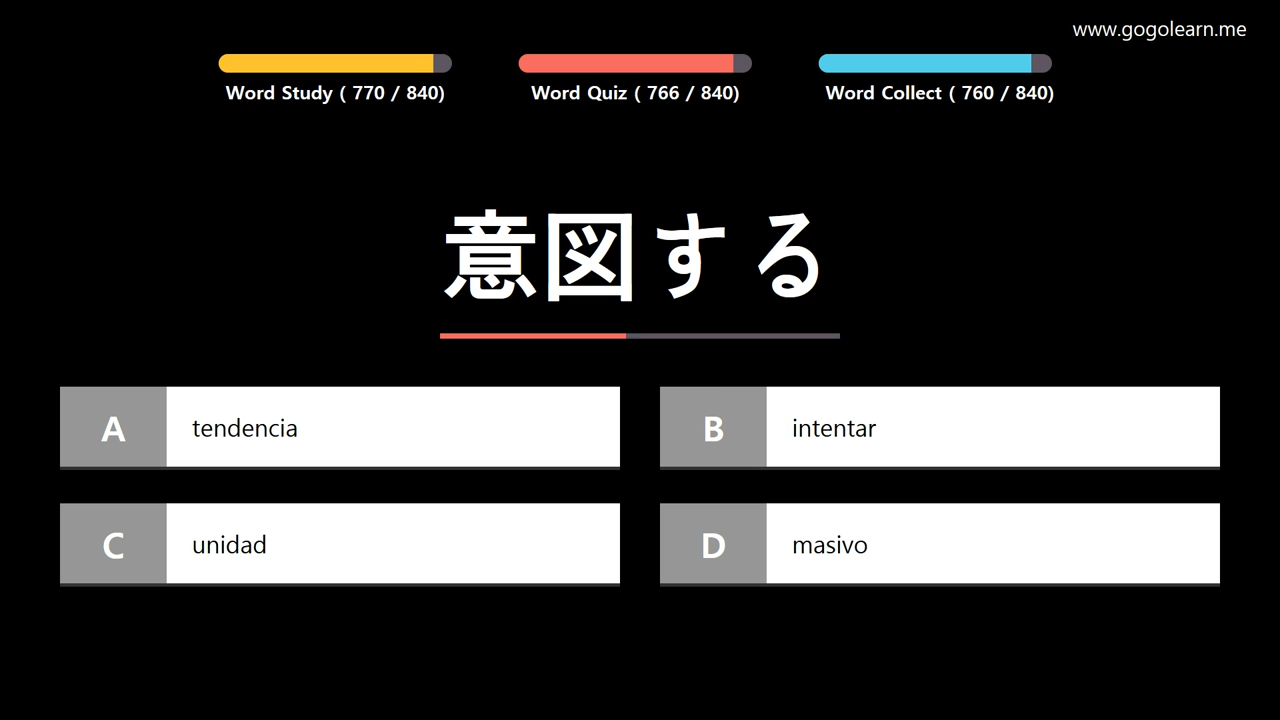 www.gogolearn.me
Word Study ( 770 / 840)
Word Quiz ( 766 / 840)
Word Collect ( 760 / 840)
意図する
A tendencia
B intentar
C unidad
D masivo